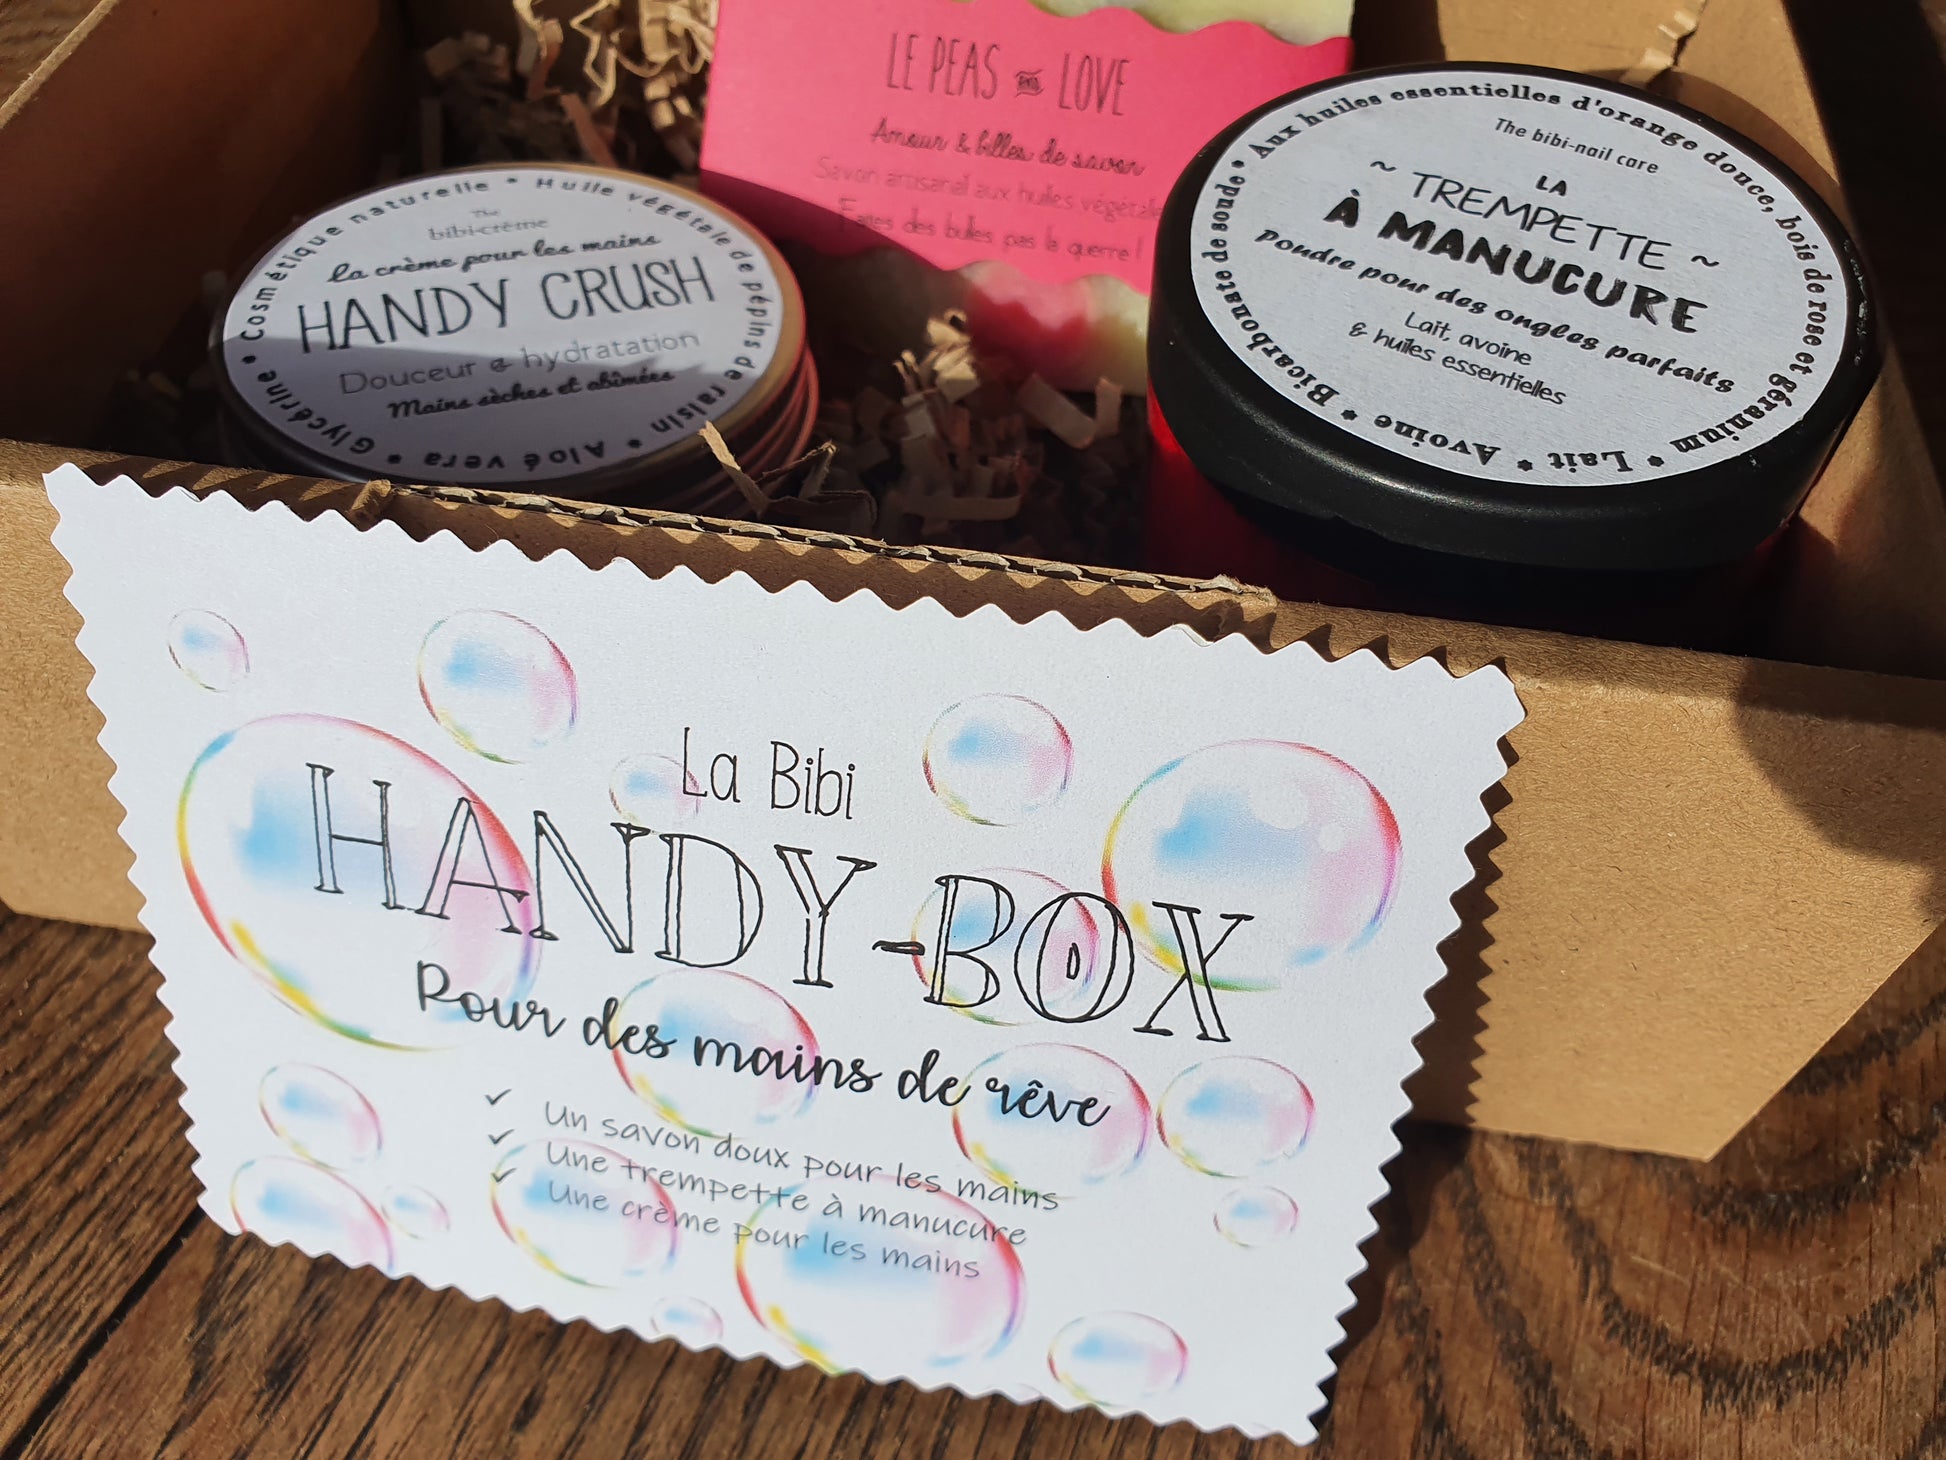 LE PEAS and LOVE
Amour & billes de savon
Savon artisanal aux huiles végétale
Faites des bulles pas la guerre !
Cosmétique naturelle * Huile végétale de pépins de raisin * Aloé vera * Glycérine *
The
bibi-crème
La crème pour les mains
HANDY CRUSH
Douceur & hydratation
Mains sèches et abîmées
Aux huiles essentielles d'orange douce, bois de rose et géranium * Lait * Avoine * Bicarbonate de soude *
The bibi-nail care
LA
~ TREMPETTE ~
À MANUCURE
Poudre pour des ongles parfaits
Lait, avoine
& huiles essentielles
La Bibi
HANDY-BOX
Pour des mains de rêve
✓ Un savon doux pour les mains
✓ Une trempette à manucure
✓ Une crème pour les mains